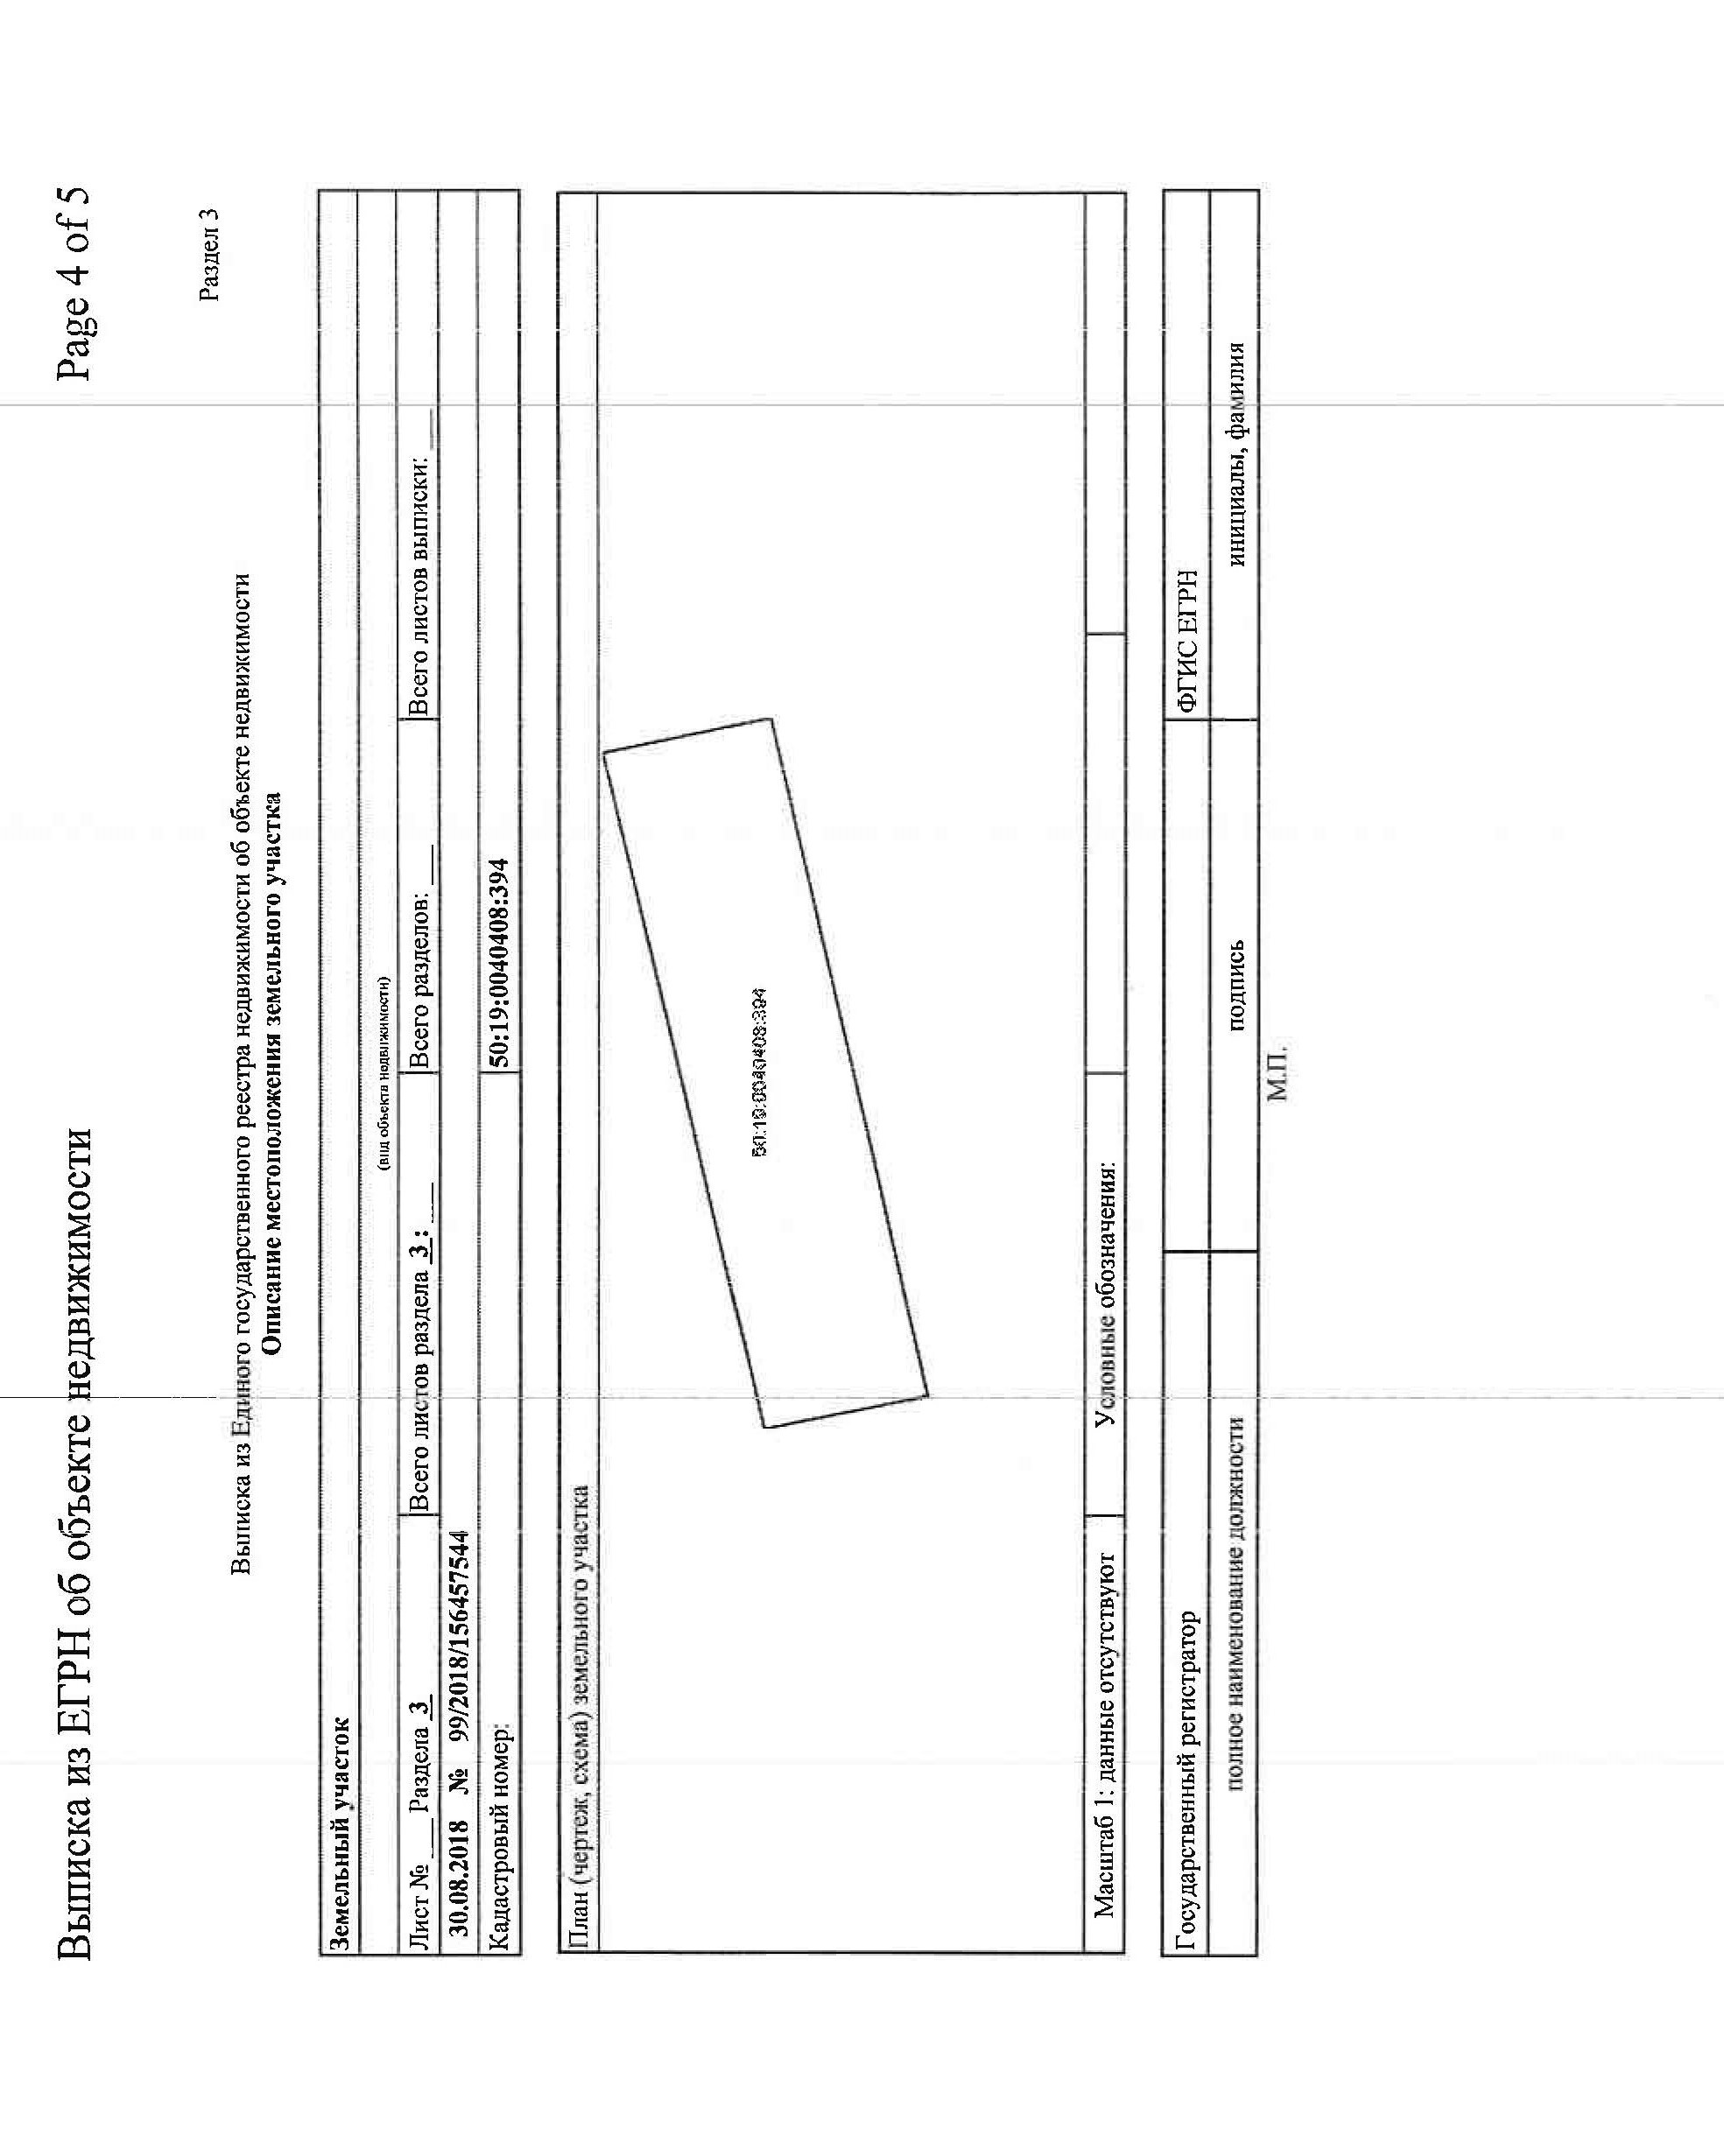 Выписка из ЕГРН об объекте недвижимости Page 4 of 5
Раздел 3
Выписка из Единого государственного реестра недвижимости об объекте недвижимости
Описание местоположения земельного участка
Земельный участок
(вид объекта недвижимости)
Лист № ___ Раздела 3 Всего листов раздела 3 : ___ Всего разделов: ___ Всего листов выписки: ___
30.08.2018 № 99/2018/156457544
Кадастровый номер: 50:19:0040408:394
План (чертеж, схема) земельного участка
50:19:0040408:394
Масштаб 1: данные отсутствуют Условные обозначения:
Государственный регистратор ФГИС ЕГРН
полное наименование должности подпись инициалы, фамилия
М.П.